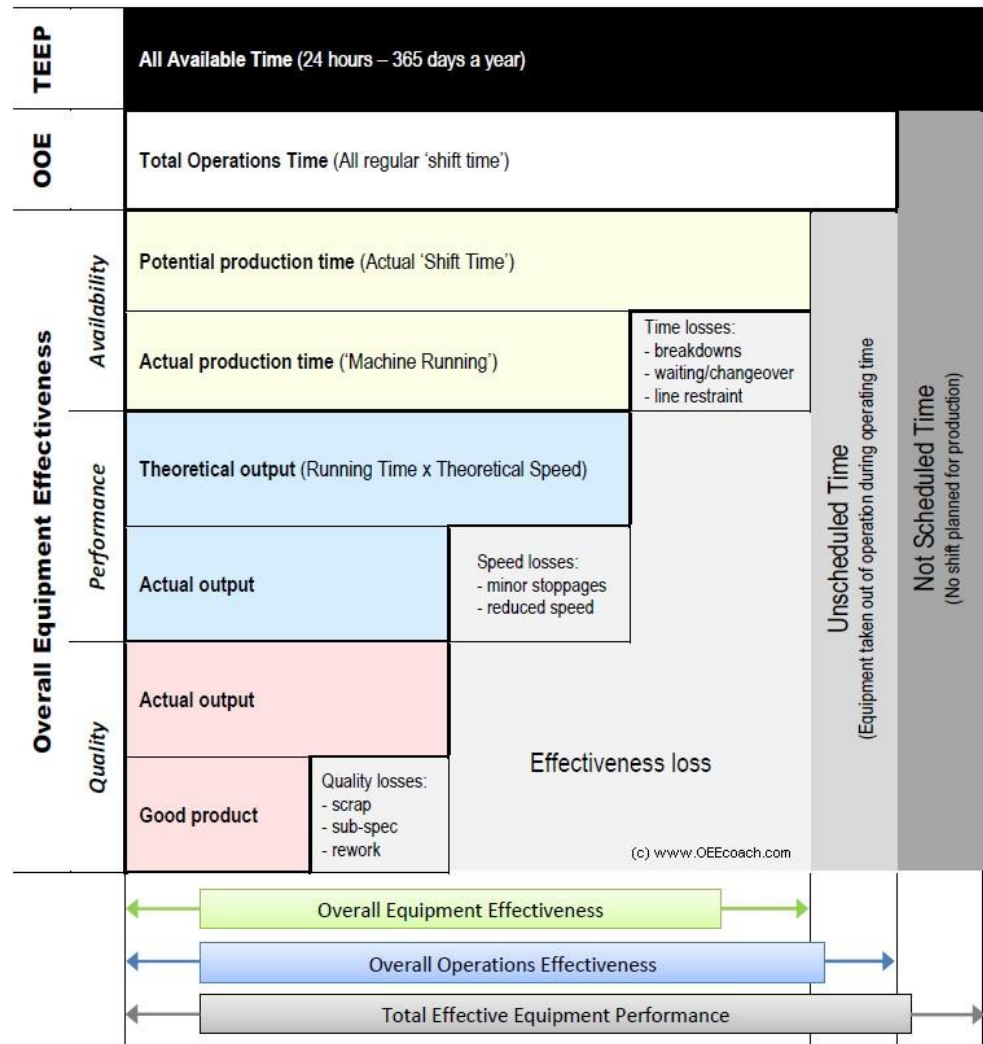 TEEP
All Available Time (24 hours – 365 days a year)
OOE
Total Operations Time (All regular 'shift time')
Overall Equipment Effectiveness
Availability
Potential production time (Actual 'Shift Time')
Actual production time ('Machine Running')
Time losses:
- breakdowns
- waiting/changeover
- line restraint
Performance
Theoretical output (Running Time x Theoretical Speed)
Actual output
Speed losses:
- minor stoppages
- reduced speed
Quality
Actual output
Good product
Quality losses:
- scrap
- sub-spec
- rework
Effectiveness loss
(c) www.OEEcoach.com
Unscheduled Time
(Equipment taken out of operation during operating time
Not Scheduled Time
(No shift planned for production)
Overall Equipment Effectiveness
Overall Operations Effectiveness
Total Effective Equipment Performance